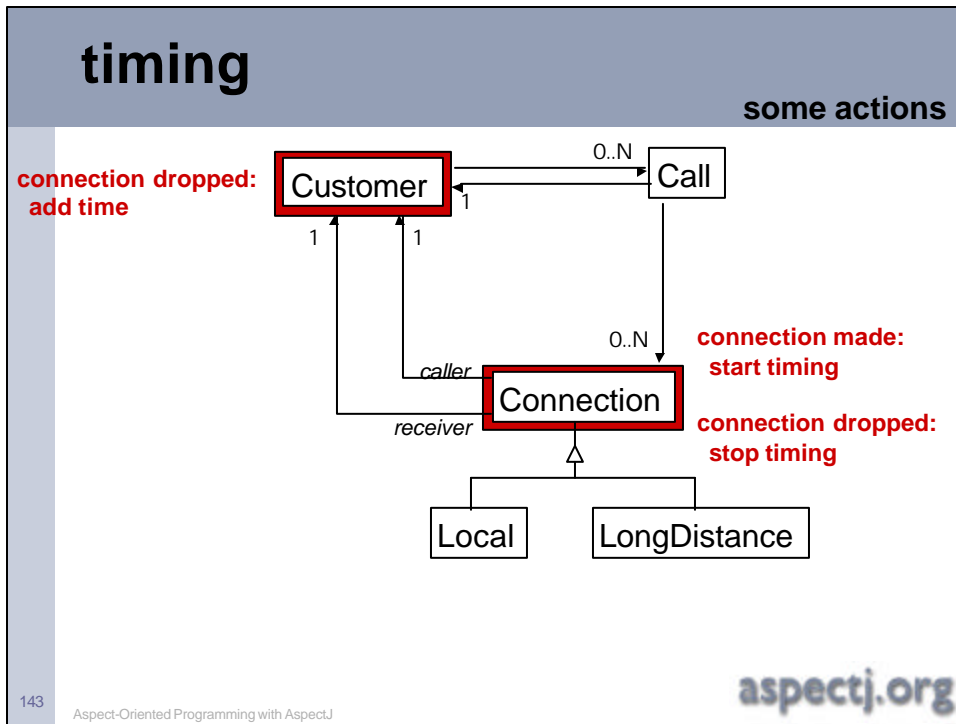 timing
some actions
connection dropped:
add time
Customer
0..N
Call
1
1
1
0..N
connection made:
start timing
caller
Connection
receiver
connection dropped:
stop timing
Local
LongDistance
143
Aspect-Oriented Programming with AspectJ
aspectj.org